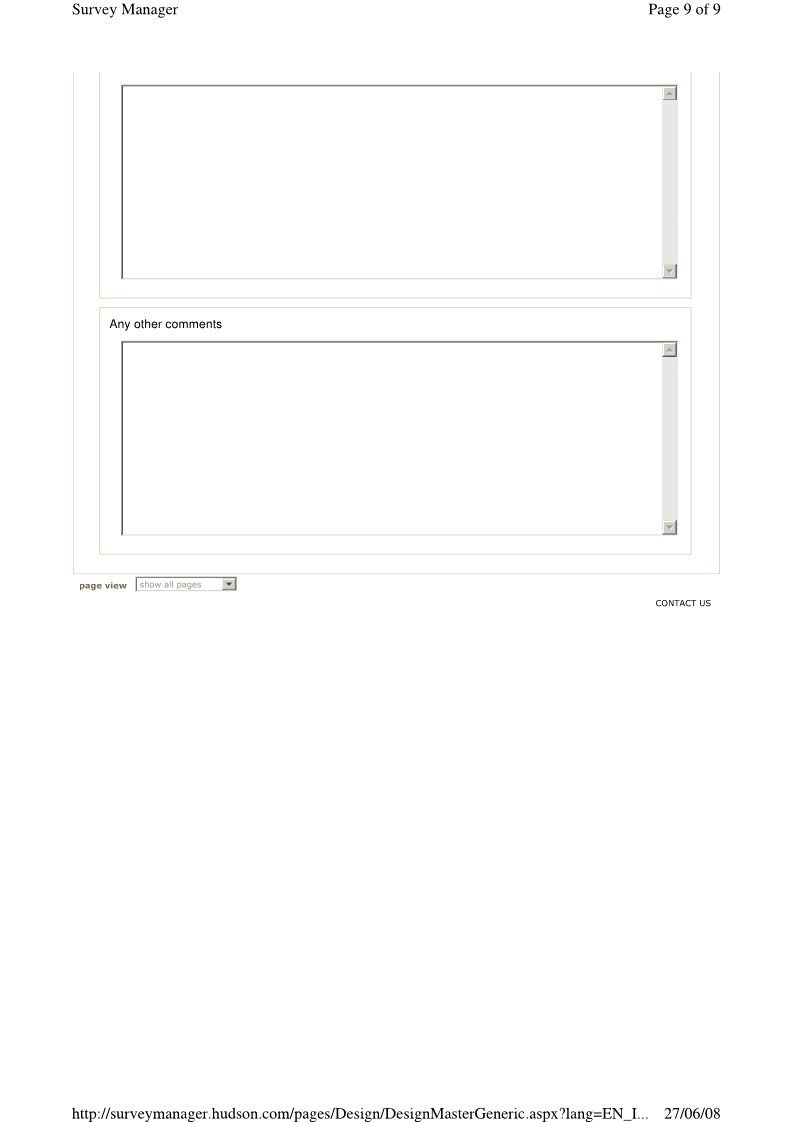 Survey Manager Page 9 of 9
Any other comments
page view show all pages
CONTACT US
http://surveymanager.hudson.com/pages/Design/DesignMasterGeneric.aspx?lang=EN_I... 27/06/08